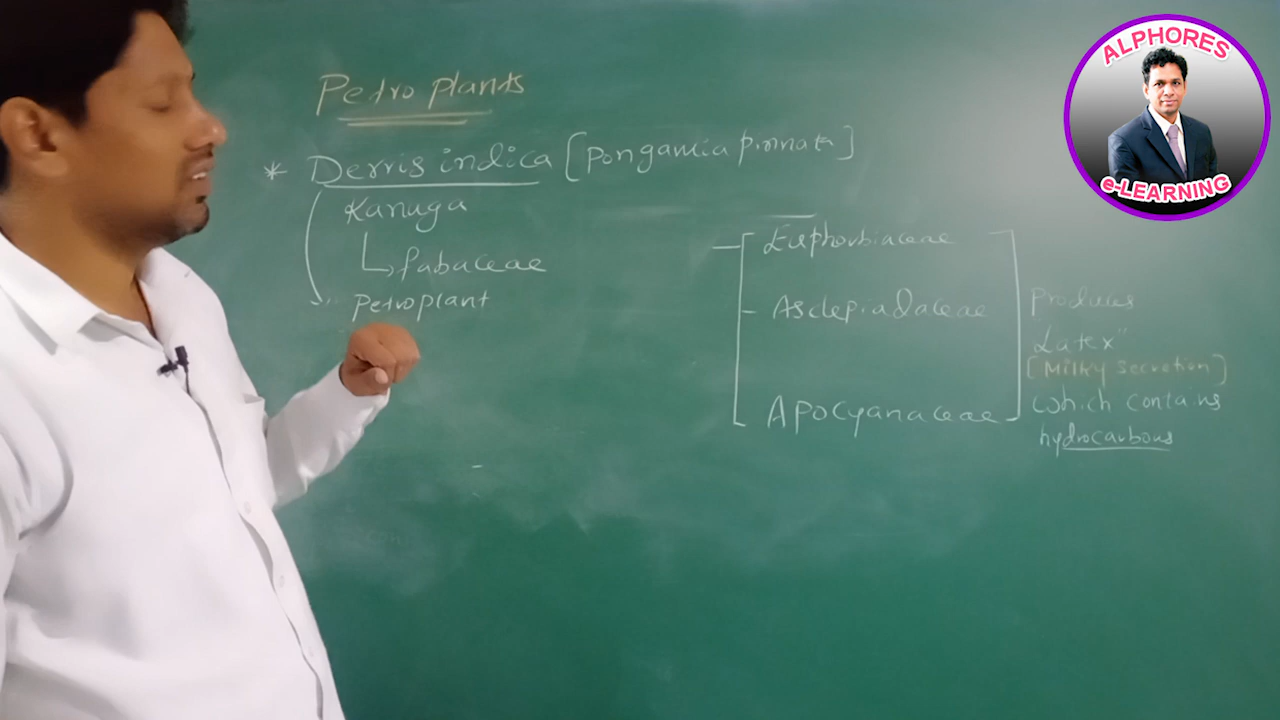 Petro plants
* Derris indica [Pongamia pinnata]
Kanuga
fabaceae
Petroplant
- Euphorbiaceae
- Asclepiadaceae
Apocyanaceae
Produces
Latex"
[Milky secretion]
which contains
hydrocarbons
ALPHORES
e-LEARNING